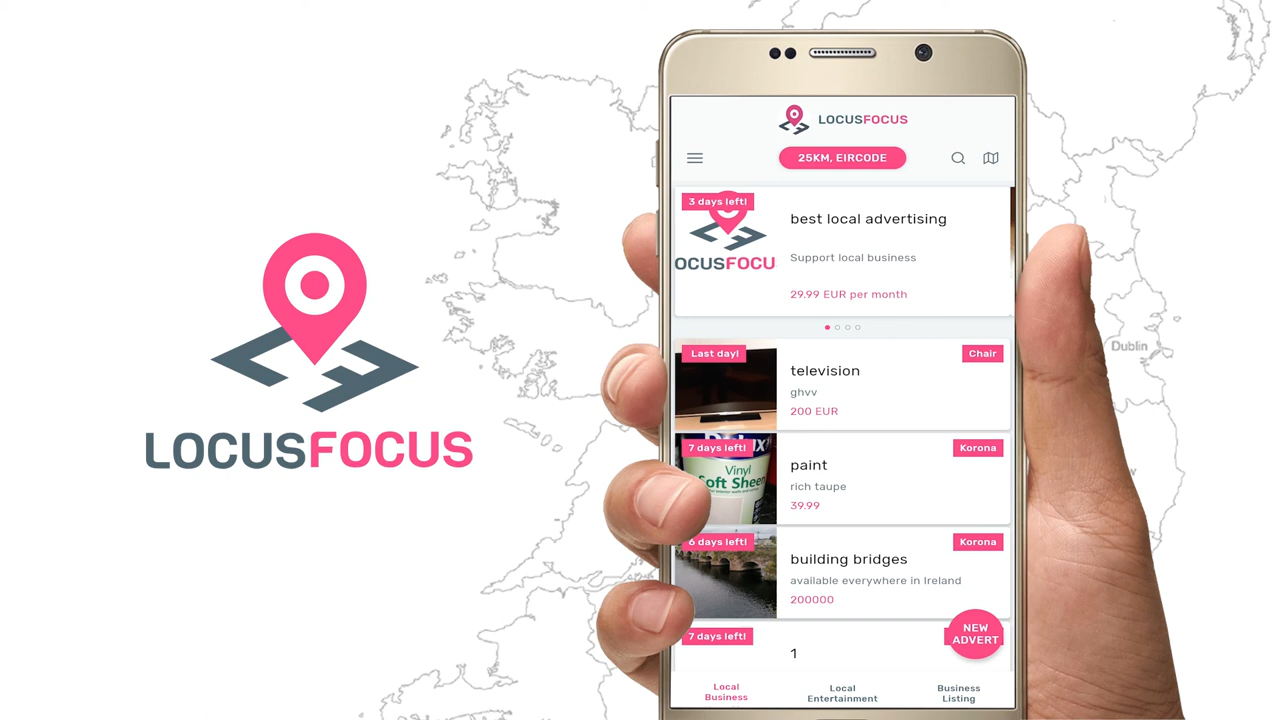 LOCUSFOCUS
LOCUSFOCUS
25KM, EIRCODE
3 days left!
best local advertising
OCUSFOCU
Support local business
29.99 EUR per month
Last day!
Chair
television
ghvv
200 EUR
7 days left!
Korona
paint
Vinyl
Soft Sheen
rich taupe
39.99
6 days left!
Korona
building bridges
available everywhere in Ireland
200000
7 days left!
1
NEW
ADVERT
Local
Business
Local
Entertainment
Business
Listing
Dublin